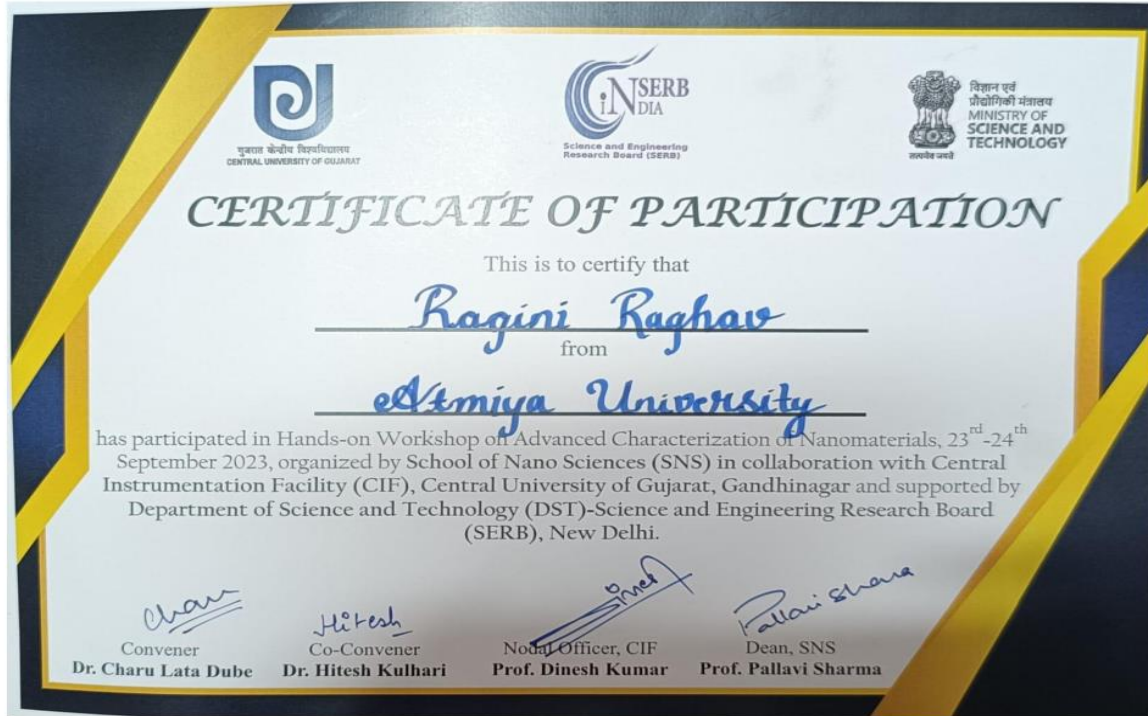 गुजरात केन्द्रीय विश्वविद्यालय
CENTRAL UNIVERSITY OF GUJARAT
iNSERB
DIA
Science and Engineering
Research Board (SERB)
विज्ञान एवं
प्रौद्योगिकी मंत्रालय
MINISTRY OF
SCIENCE AND
TECHNOLOGY
सत्यमेव जयते
CERTIFICATE OF PARTICIPATION
This is to certify that
Ragini Raghav
from
Atmiya University
has participated in Hands-on Workshop on Advanced Characterization of Nanomaterials, 23rd-24th
September 2023, organized by School of Nano Sciences (SNS) in collaboration with Central
Instrumentation Facility (CIF), Central University of Gujarat, Gandhinagar and supported by
Department of Science and Technology (DST)-Science and Engineering Research Board
(SERB), New Delhi.
Charu
Hitesh
Pallavi Sharma
Convener
Co-Convener
Nodal Officer, CIF
Dean, SNS
Dr. Charu Lata Dube
Dr. Hitesh Kulhari
Prof. Dinesh Kumar
Prof. Pallavi Sharma